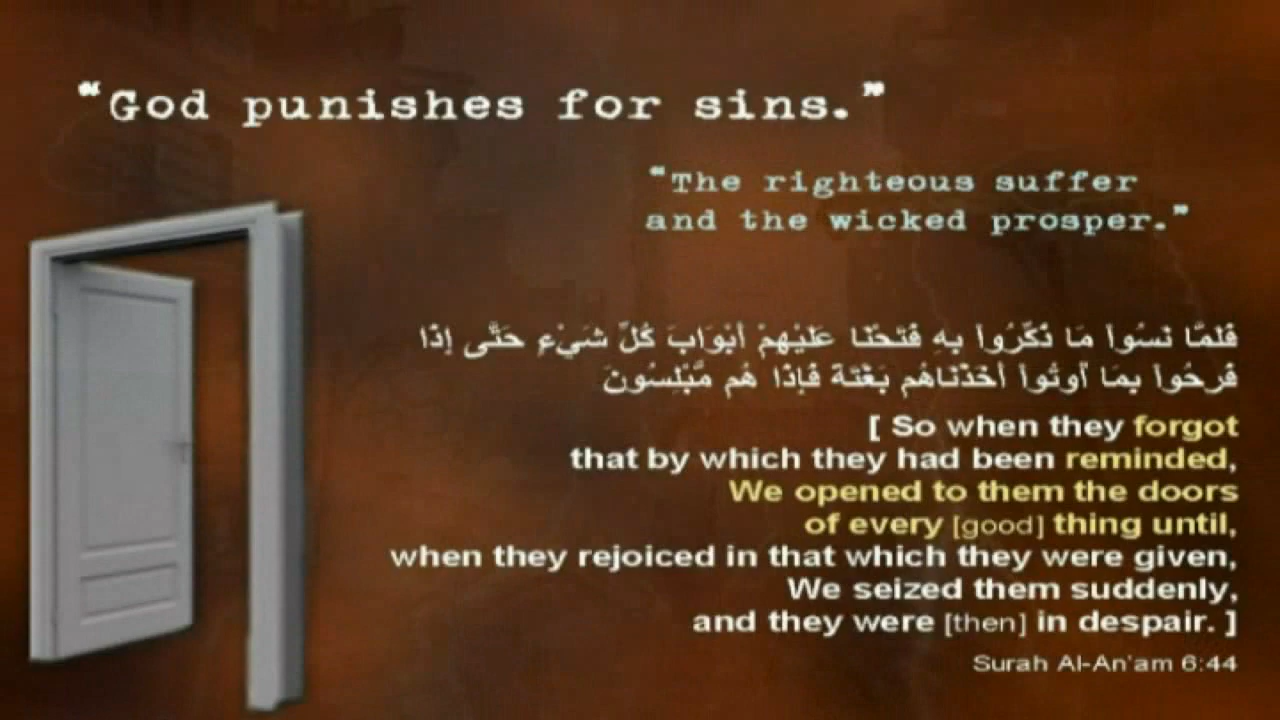 “God punishes for sins.”
“The righteous suffer
and the wicked prosper.”
فَلَمَّا نَسُواْ مَا ذُكِّرُواْ بِهِ فَتَحْنَا عَلَيْهِمْ أَبْوَابَ كُلِّ شَيْءٍ حَتَّى إِذَا
فَرِحُواْ بِمَا أُوتُواْ أَخَذْنَاهُم بَغْتَةً فَإِذَا هُم مُّبْلِسُونَ
[ So when they forgot
that by which they had been reminded,
We opened to them the doors
of every [good] thing until,
when they rejoiced in that which they were given,
We seized them suddenly,
and they were [then] in despair. ]
Surah Al-An'am 6:44